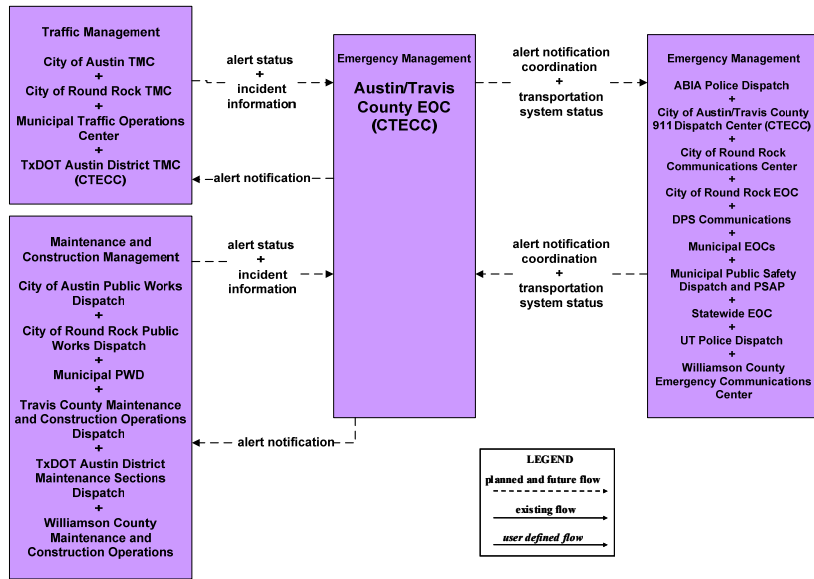 Traffic Management
City of Austin TMC
+
City of Round Rock TMC
+
Municipal Traffic Operations
Center
+
TxDOT Austin District TMC
(CTECC)
alert status
+
incident
information
alert notification
Maintenance and
Construction Management
City of Austin Public Works
Dispatch
+
City of Round Rock Public
Works Dispatch
+
Municipal PWD
+
Travis County Maintenance
and Construction Operations
Dispatch
+
TxDOT Austin District
Maintenance Sections
Dispatch
+
Williamson County
Maintenance and
Construction Operations
alert status
+
incident
information
alert notification
Emergency Management
Austin/Travis
County EOC
(CTECC)
alert notification
coordination
+
transportation
system status
alert notification
coordination
+
transportation
system status
Emergency Management
ABIA Police Dispatch
+
City of Austin/Travis County
911 Dispatch Center (CTECC)
+
City of Round Rock
Communications Center
+
City of Round Rock EOC
+
DPS Communications
+
Municipal EOCs
+
Municipal Public Safety
Dispatch and PSAP
+
Statewide EOC
+
UT Police Dispatch
+
Williamson County
Emergency Communications
Center
LEGEND
planned and future flow
existing flow
user defined flow